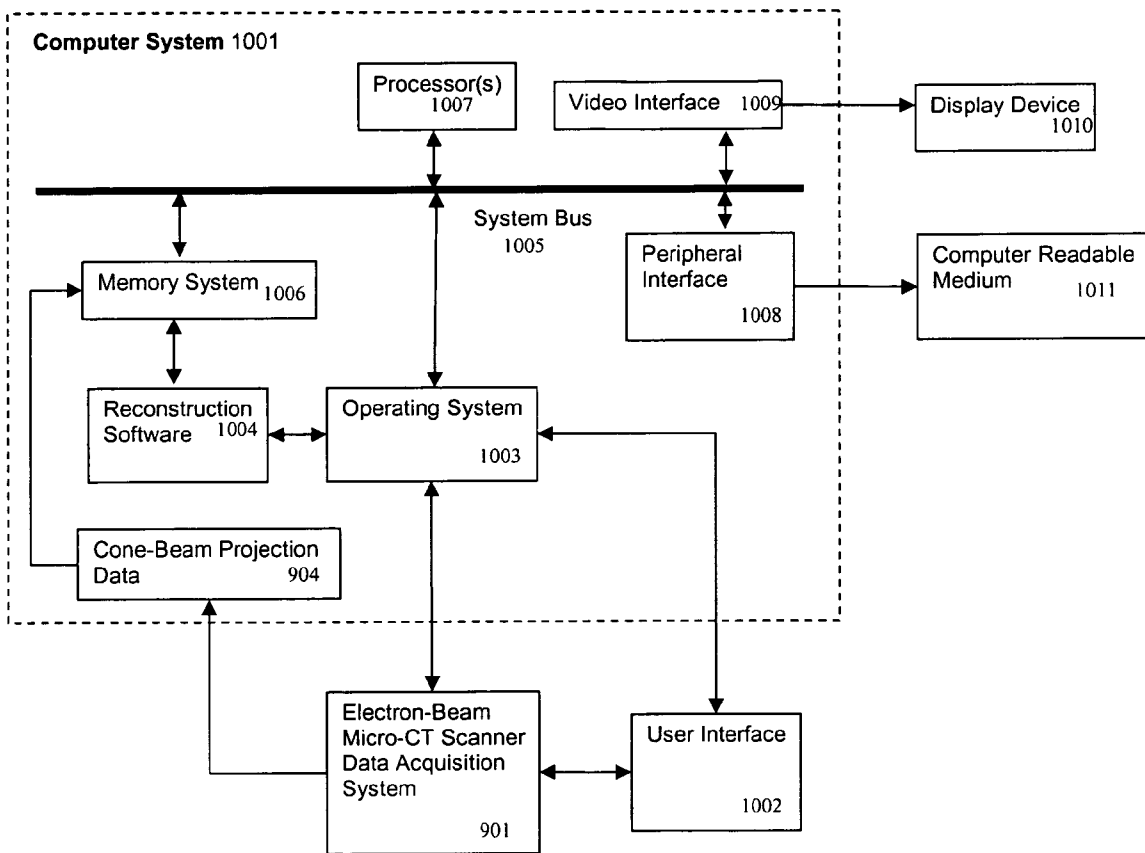 Computer System 1001
Processor(s)
1007
Video Interface 1009
Display Device
1010
System Bus
1005
Memory System
1006
Peripheral
Interface
1008
Computer Readable
Medium
1011
Reconstruction
Software 1004
Operating System
1003
Cone-Beam Projection
Data 904
Electron-Beam
Micro-CT Scanner
Data Acquisition
System
901
User Interface
1002